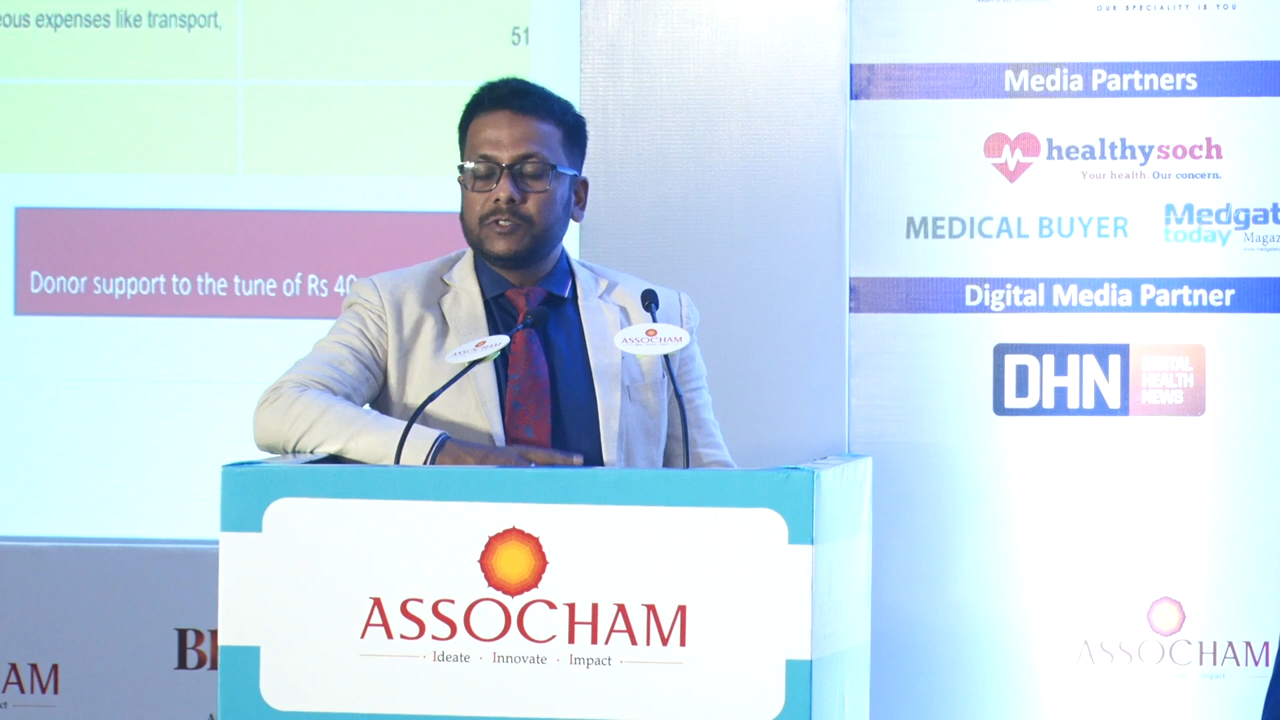 eous expenses like transport,
51
Donor support to the tune of Rs 40
OUR SPECIALITY IS YOU
Media Partners
healthysoch
Your health. Our concern.
MEDICAL BUYER
Medgat
today
Magaz
Digital Media Partner
DHN
DIGITAL
HEALTH
NEWS
ASSOCHAM
ASSOCHAM
ASSOCHAM
Ideate · Innovate · Impact
AM
ASSOCHAM
Impact